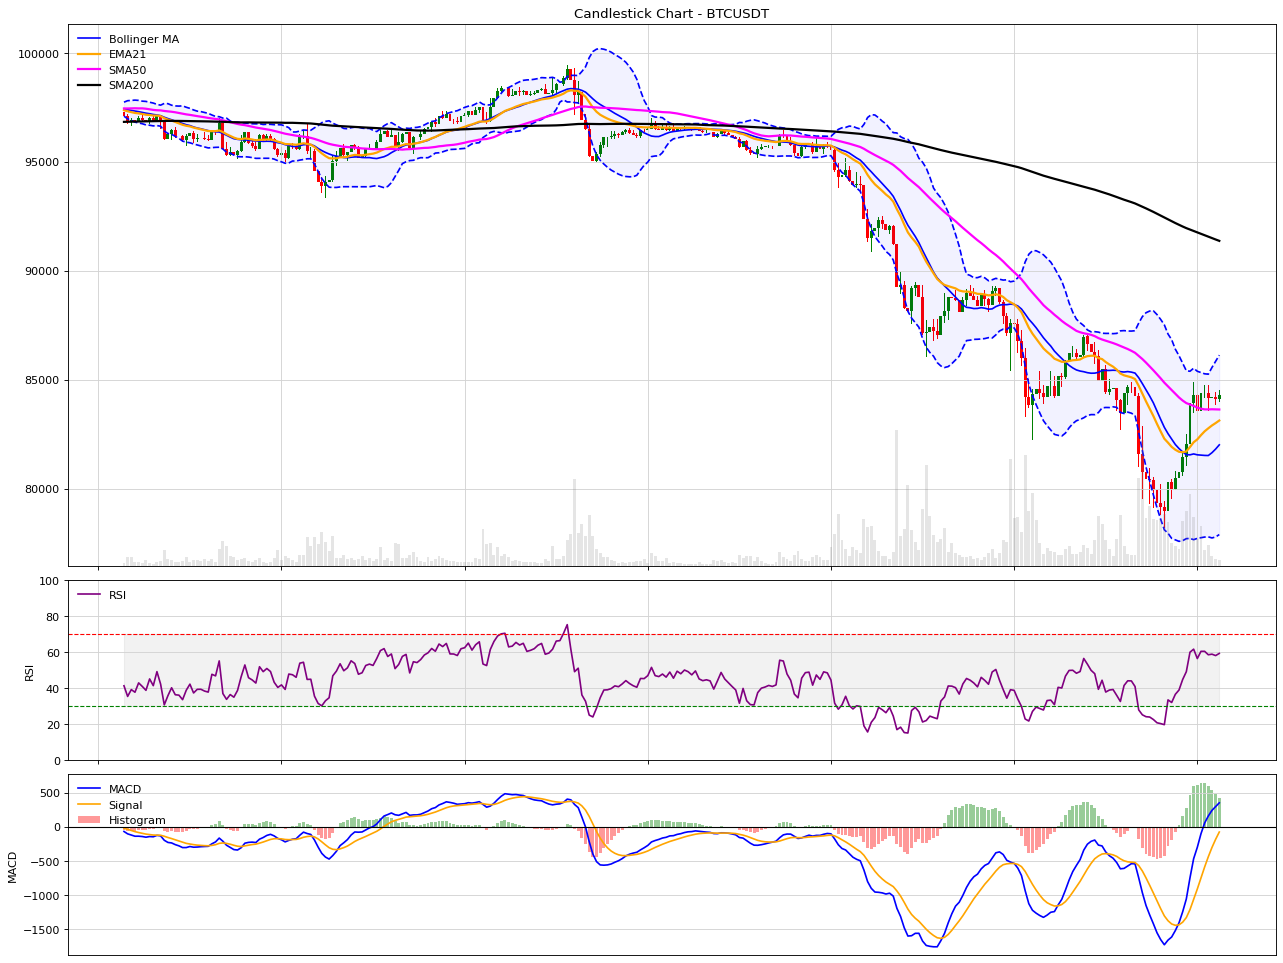 Candlestick Chart - BTCUSDT
Bollinger MA
EMA21
SMA50
SMA200
100000
95000
90000
85000
80000
RSI
100
80
60
40
20
0
RSI
MACD
Signal
Histogram
500
0
−500
−1000
−1500
MACD